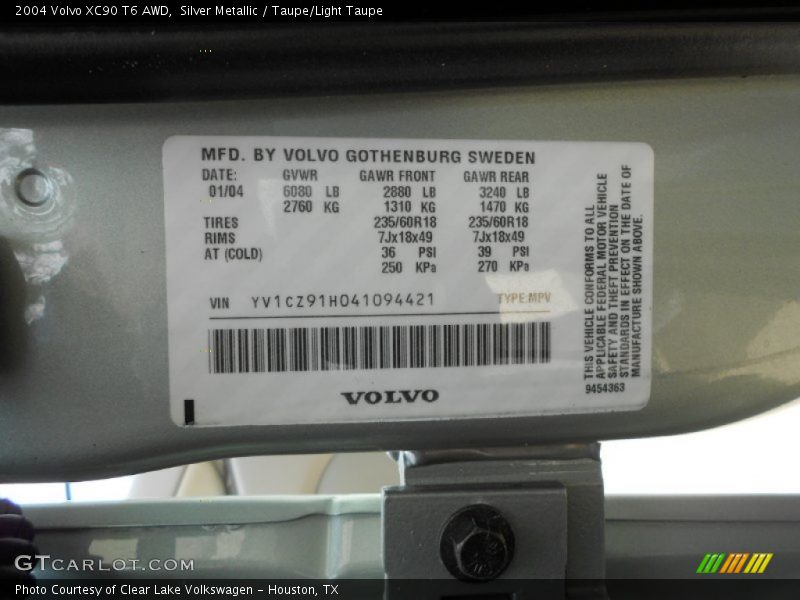 2004 Volvo XC90 T6 AWD,  Silver Metallic / Taupe/Light Taupe
MFD. BY VOLVO GOTHENBURG SWEDEN
DATE: GVWR GAWR FRONT GAWR REAR
01/04 6080 LB 2880 LB 3240 LB
2760 KG 1310 KG 1470 KG
TIRES 235/60R18 235/60R18
RIMS 7Jx18x49 7Jx18x49
AT (COLD) 36 PSI 39 PSI
250 KPa 270 KPa
VIN YV1CZ91H041094421 TYPE:MPV
VOLVO
THIS VEHICLE CONFORMS TO ALL
APPLICABLE FEDERAL MOTOR VEHICLE
SAFETY AND THEFT PREVENTION
STANDARDS IN EFFECT ON THE DATE OF
MANUFACTURE SHOWN ABOVE.
9454363
GTCARLOT.COM
Photo Courtesy of Clear Lake Volkswagen – Houston, TX